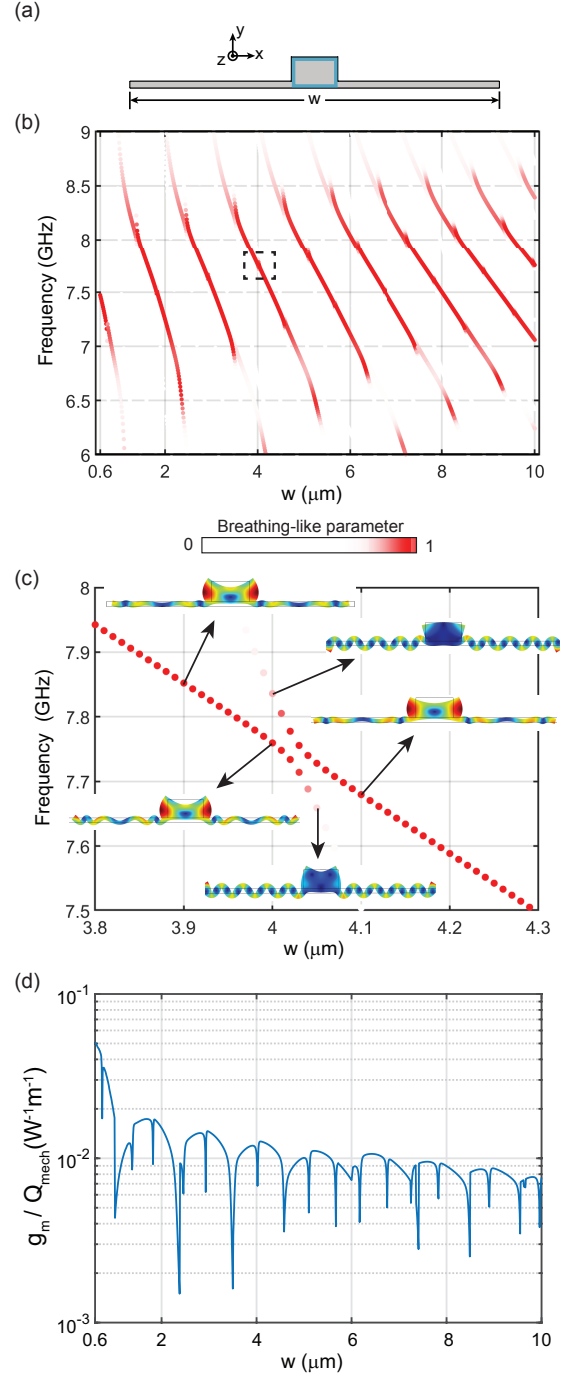 (a)
y
z
x
w
(b)
9
8.5
8
7.5
7
6.5
6
Frequency (GHz)
0.6
2
4
6
8
10
w (μm)
Breathing-like parameter
0
1
(c)
8
7.9
7.8
7.7
7.6
7.5
Frequency (GHz)
3.8
3.9
4
4.1
4.2
4.3
w (μm)
(d)
10⁻¹
10⁻²
10⁻³
gₘ / Qₘₑcₕ(W⁻¹m⁻¹)
0.6
2
4
6
8
10
w (μm)